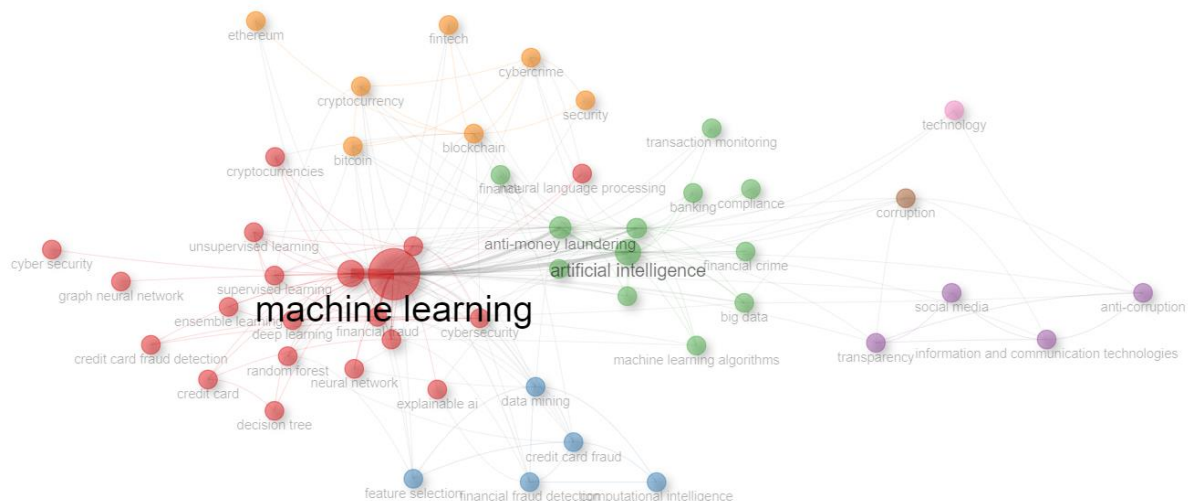 ethereum
fintech
cybercrime
cryptocurrency
security
technology
transaction monitoring
bitcoin
blockchain
cryptocurrencies
finance
natural language processing
banking
compliance
corruption
unsupervised learning
anti-money laundering
cyber security
artificial intelligence
financial crime
graph neural network
supervised learning
machine learning
social media
anti-corruption
ensemble learning
deep learning
financial fraud
cybersecurity
big data
credit card fraud detection
random forest
neural network
machine learning algorithms
transparency
information and communication technologies
credit card
explainable ai
data mining
decision tree
credit card fraud
feature selection
financial fraud detection
computational intelligence